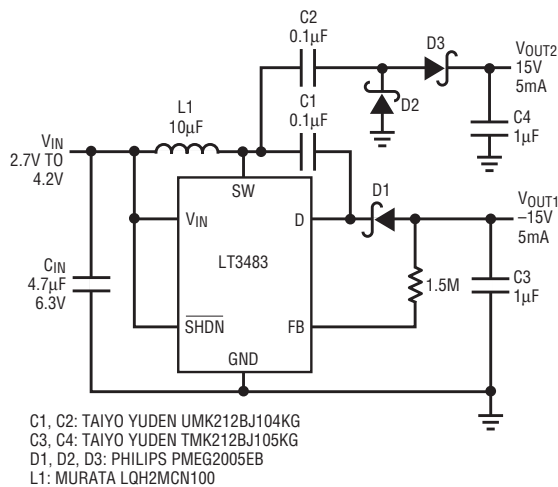 C2
0.1µF
D3
VOUT2
15V
5mA
D2
C4
1µF
L1
10µF
C1
0.1µF
VIN
2.7V TO
4.2V
SW
VIN
D
D1
VOUT1
–15V
5mA
LT3483
CIN
4.7µF
6.3V
1.5M
C3
1µF
SHDN
FB
GND
C1, C2: TAIYO YUDEN UMK212BJ104KG
C3, C4: TAIYO YUDEN TMK212BJ105KG
D1, D2, D3: PHILIPS PMEG2005EB
L1: MURATA LQH2MCN100